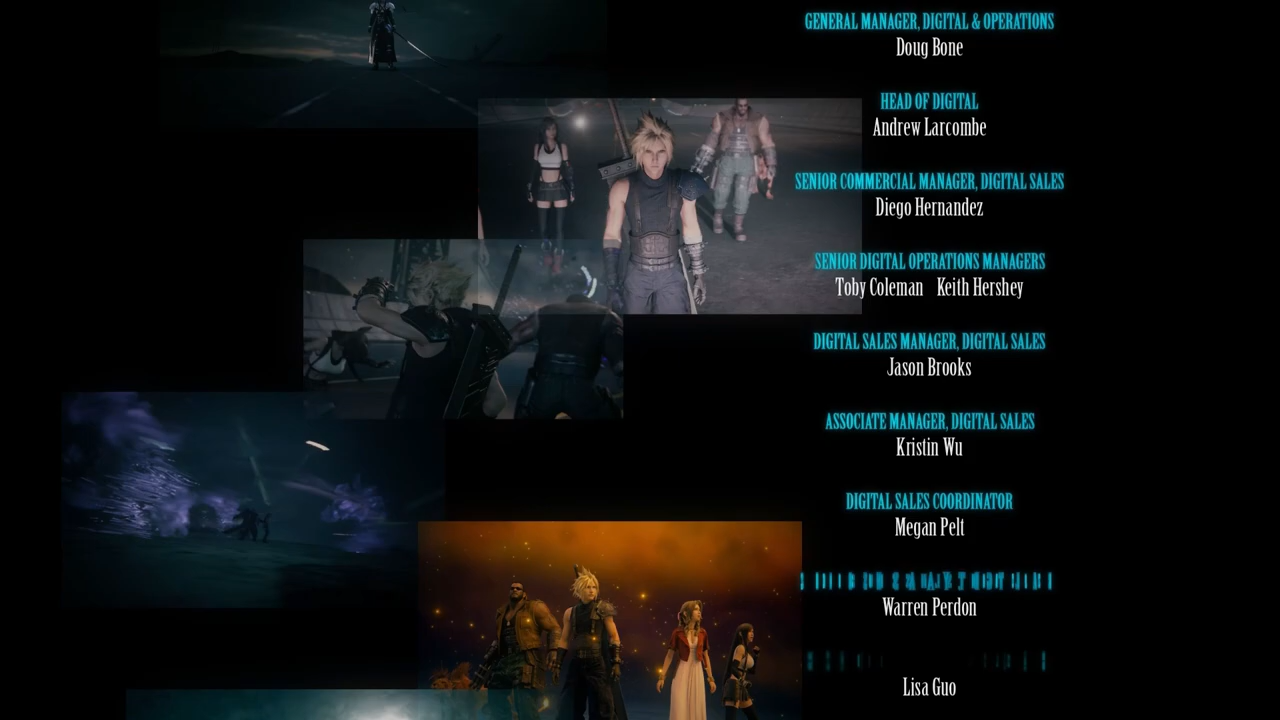 GENERAL MANAGER, DIGITAL & OPERATIONS
Doug Bone
HEAD OF DIGITAL
Andrew Larcombe
SENIOR COMMERCIAL MANAGER, DIGITAL SALES
Diego Hernandez
SENIOR DIGITAL OPERATIONS MANAGERS
Toby Coleman Keith Hershey
DIGITAL SALES MANAGER, DIGITAL SALES
Jason Brooks
ASSOCIATE MANAGER, DIGITAL SALES
Kristin Wu
DIGITAL SALES COORDINATOR
Megan Pelt
Warren Perdon
Lisa Guo